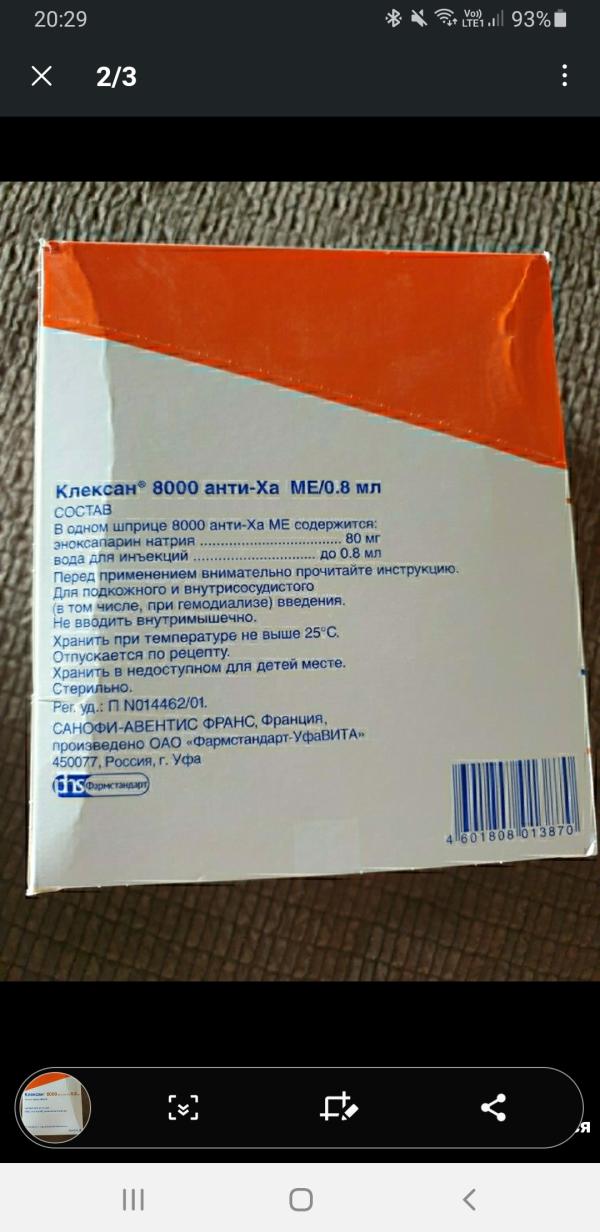 20:29
Vo))
LTE1
93%
2/3
Клексан® 8000 анти-Ха МЕ/0.8 мл
СОСТАВ
В одном шприце 8000 анти-Ха МЕ содержится:
эноксапарин натрия .............................. 80 мг
вода для инъекций .......................... до 0.8 мл
Перед применением внимательно прочитайте инструкцию.
Для подкожного и внутрисосудистого
(в том числе, при гемодиализе) введения.
Не вводить внутримышечно.
Хранить при температуре не выше 25°С.
Отпускается по рецепту.
Хранить в недоступном для детей месте.
Стерильно.
Рег. уд.: П N014462/01.
САНОФИ-АВЕНТИС ФРАНС, Франция,
произведено ОАО «Фармстандарт-УфаВИТА»
450077, Россия, г. Уфа
phs Фармстандарт
4 601808 013870
я